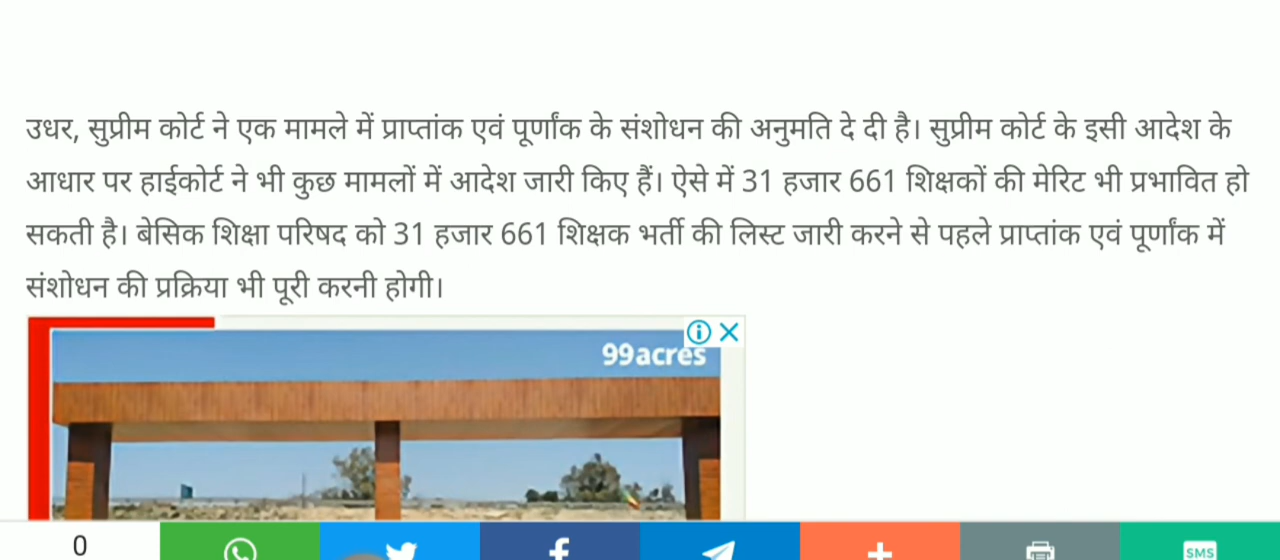 उधर, सुप्रीम कोर्ट ने एक मामले में प्राप्तांक एवं पूर्णांक के संशोधन की अनुमति दे दी है। सुप्रीम कोर्ट के इसी आदेश के
आधार पर हाईकोर्ट ने भी कुछ मामलों में आदेश जारी किए हैं। ऐसे में 31 हजार 661 शिक्षकों की मेरिट भी प्रभावित हो
सकती है। बेसिक शिक्षा परिषद को 31 हजार 661 शिक्षक भर्ती की लिस्ट जारी करने से पहले प्राप्तांक एवं पूर्णांक में
संशोधन की प्रक्रिया भी पूरी करनी होगी।
99acres
0
SMS